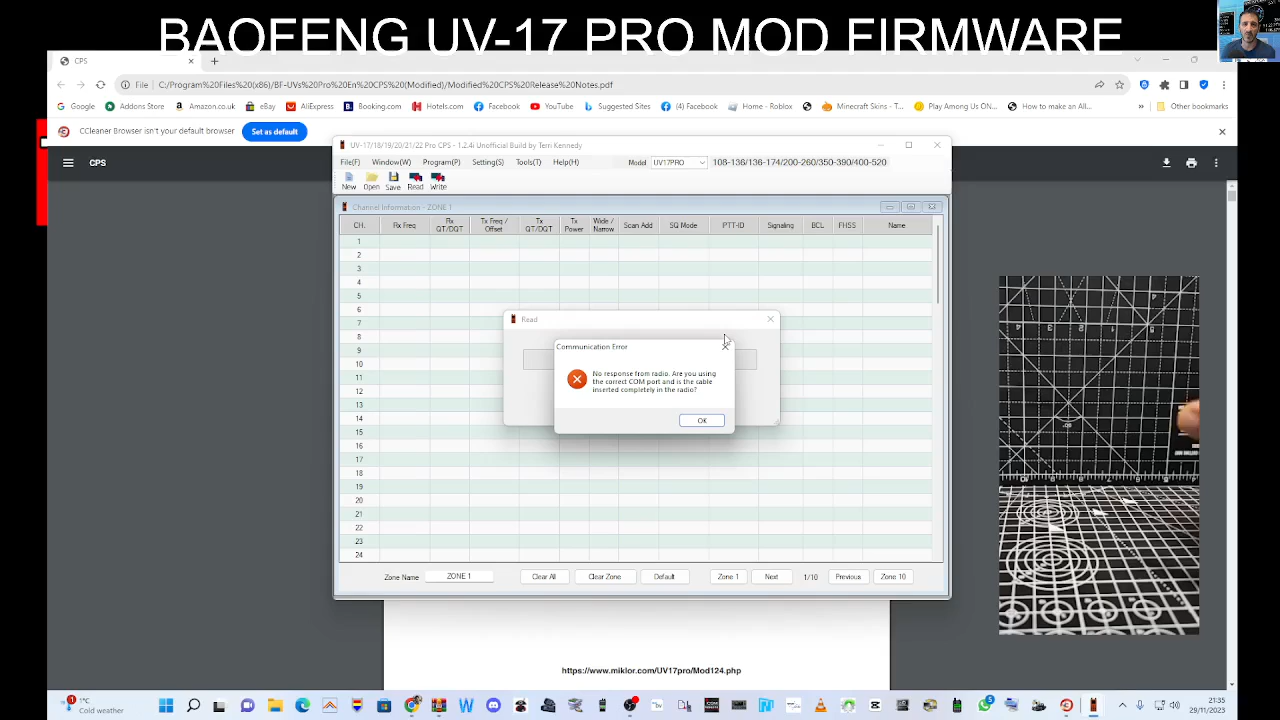 BAOFENG UV-17 PRO MOD FIRMWARE
CPS
File C:/Program%20Files%20(x86)/BF-UVs%20Pro%20En%20CPS%20(Modified)/Modified%20CPS%20Release%20Notes.pdf
Google Addons Store Amazon.co.uk eBay AliExpress Booking.com Hotels.com Facebook Suggested Sites (4) Facebook Home - Roblox Minecraft Skins - T... Play Among Us ON... How to make an All... Other bookmarks
CCleaner Browser isn't your default browser Set as default
CPS
UV-17/18/19/20/21/22 Pro CPS - 1.2.4i Unofficial Build by Terri Kennedy
File(F) Window(W) Program(P) Setting(S) Tools(T) Help(H) Model UV17PRO 108-136/136-174/200-260/350-390/400-520
New Open Save Read Write
Channel Information - ZONE 1
CH. Rx Freq Rx QT/DQT Tx Freq / Offset Tx QT/DQT Tx Power Wide / Narrow Scan Add SQ Mode PTT-ID Signaling BCL FHSS Name
1
2
3
4
5
6
7
8
9
10
11
12
13
14
15
16
17
18
19
20
21
22
23
24
Read
Communication Error
No response from radio. Are you using
the correct COM port and is the cable
inserted completely in the radio?
OK
Zone Name ZONE 1 Clear All Clear Zone Default Zone 1 Next 1/10 Previous Zone 10
https://www.miklor.com/UV17pro/Mod124.php
1°C
Cold weather
21:35
29/11/2023